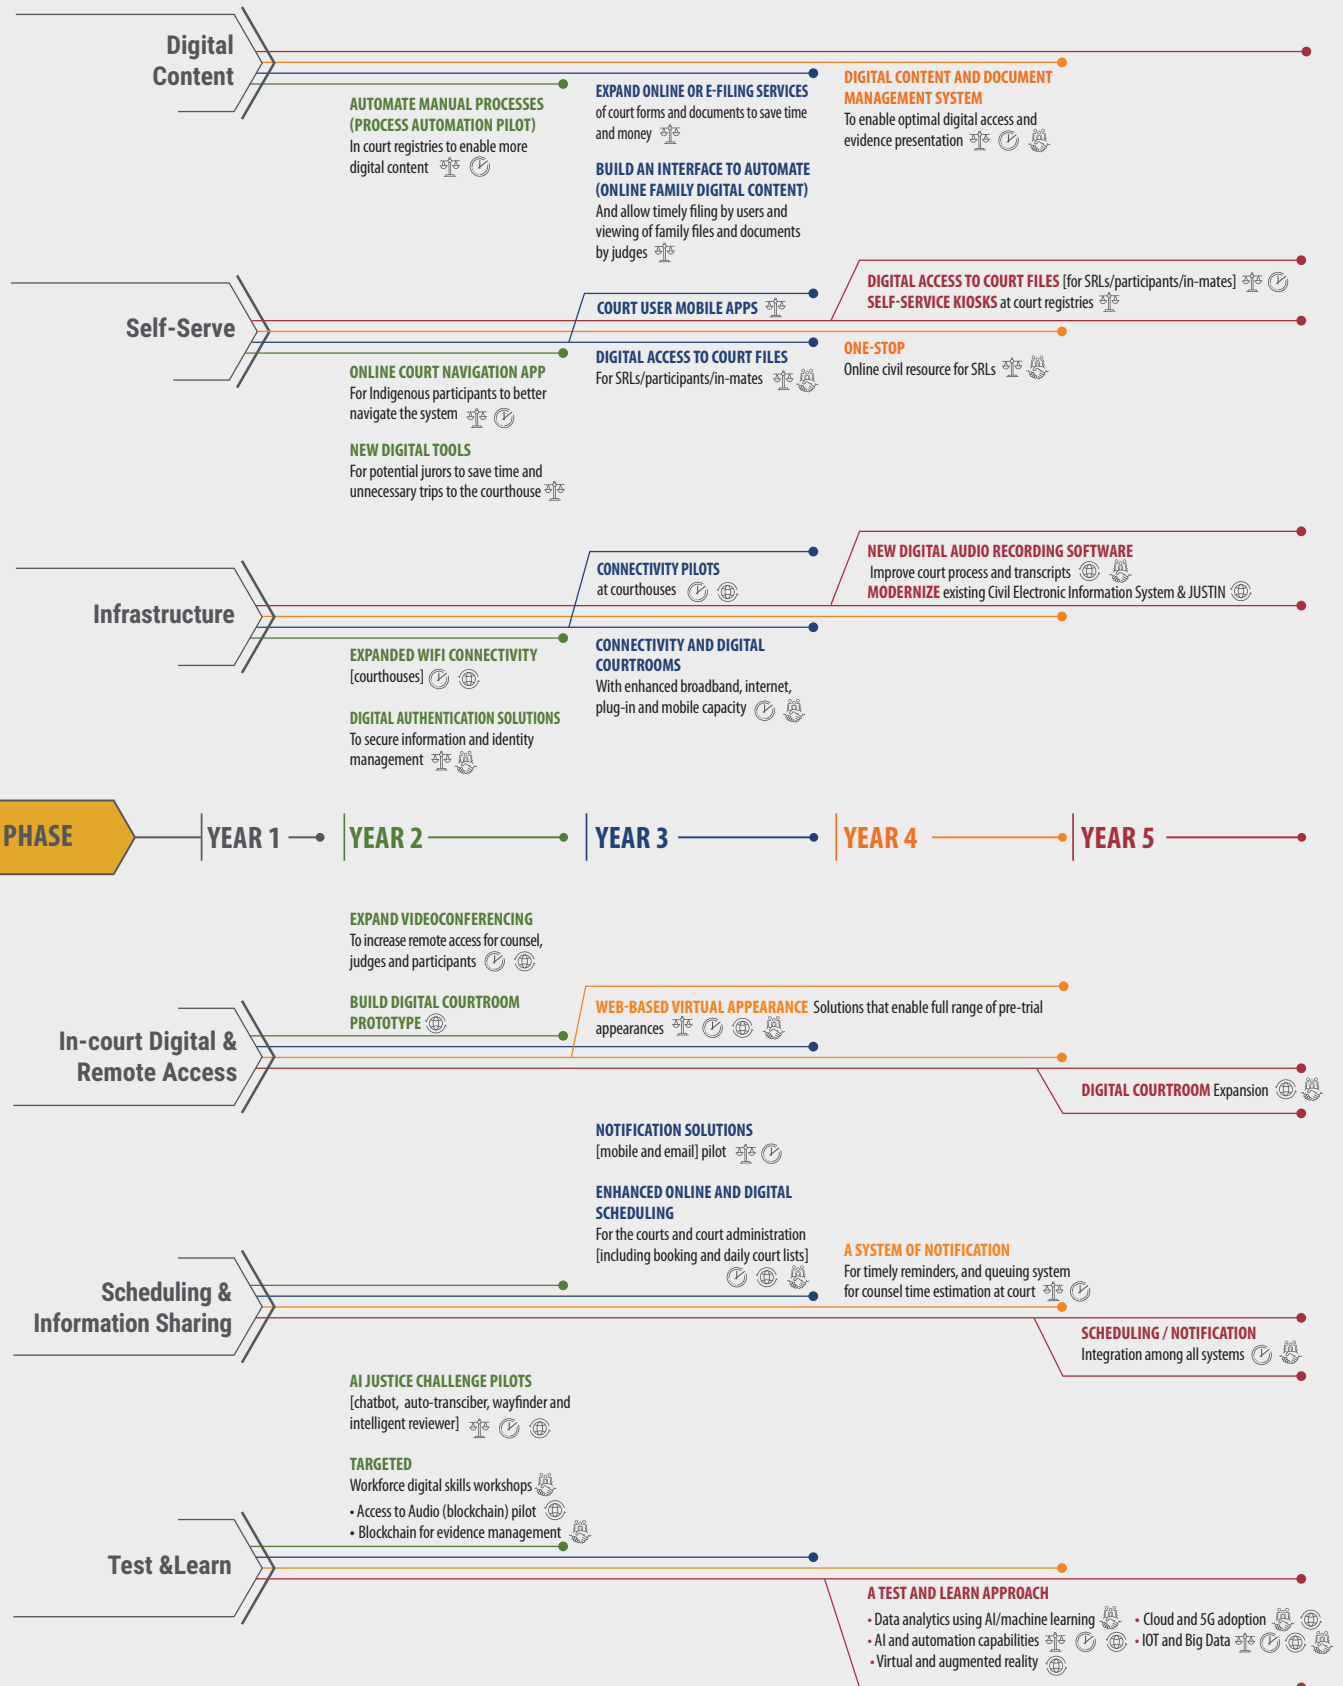 Digital
Content
AUTOMATE MANUAL PROCESSES
(PROCESS AUTOMATION PILOT)
In court registries to enable more
digital content
EXPAND ONLINE OR E-FILING SERVICES
of court forms and documents to save time
and money
BUILD AN INTERFACE TO AUTOMATE
(ONLINE FAMILY DIGITAL CONTENT)
And allow timely filing by users and
viewing of family files and documents
by judges
DIGITAL CONTENT AND DOCUMENT
MANAGEMENT SYSTEM
To enable optimal digital access and
evidence presentation
Self-Serve
ONLINE COURT NAVIGATION APP
For Indigenous participants to better
navigate the system
NEW DIGITAL TOOLS
For potential jurors to save time and
unnecessary trips to the courthouse
COURT USER MOBILE APPS
DIGITAL ACCESS TO COURT FILES
For SRLs/participants/in-mates
DIGITAL ACCESS TO COURT FILES [for SRLs/participants/in-mates]
SELF-SERVICE KIOSKS at court registries
ONE-STOP
Online civil resource for SRLs
Infrastructure
EXPANDED WIFI CONNECTIVITY
[courthouses]
DIGITAL AUTHENTICATION SOLUTIONS
To secure information and identity
management
CONNECTIVITY PILOTS
at courthouses
CONNECTIVITY AND DIGITAL
COURTROOMS
With enhanced broadband, internet,
plug-in and mobile capacity
NEW DIGITAL AUDIO RECORDING SOFTWARE
Improve court process and transcripts
MODERNIZE existing Civil Electronic Information System & JUSTIN
PHASE
YEAR 1
YEAR 2
YEAR 3
YEAR 4
YEAR 5
In-court Digital &
Remote Access
EXPAND VIDEOCONFERENCING
To increase remote access for counsel,
judges and participants
BUILD DIGITAL COURTROOM
PROTOTYPE
WEB-BASED VIRTUAL APPEARANCE Solutions that enable full range of pre-trial
appearances
DIGITAL COURTROOM Expansion
Scheduling &
Information Sharing
NOTIFICATION SOLUTIONS
[mobile and email] pilot
ENHANCED ONLINE AND DIGITAL
SCHEDULING
For the courts and court administration
[including booking and daily court lists]
A SYSTEM OF NOTIFICATION
For timely reminders, and queuing system
for counsel time estimation at court
SCHEDULING / NOTIFICATION
Integration among all systems
Test &Learn
AI JUSTICE CHALLENGE PILOTS
[chatbot, auto-transciber, wayfinder and
intelligent reviewer]
TARGETED
Workforce digital skills workshops
• Access to Audio (blockchain) pilot
• Blockchain for evidence management
A TEST AND LEARN APPROACH
• Data analytics using AI/machine learning
• AI and automation capabilities
• Virtual and augmented reality
• Cloud and 5G adoption
• IOT and Big Data